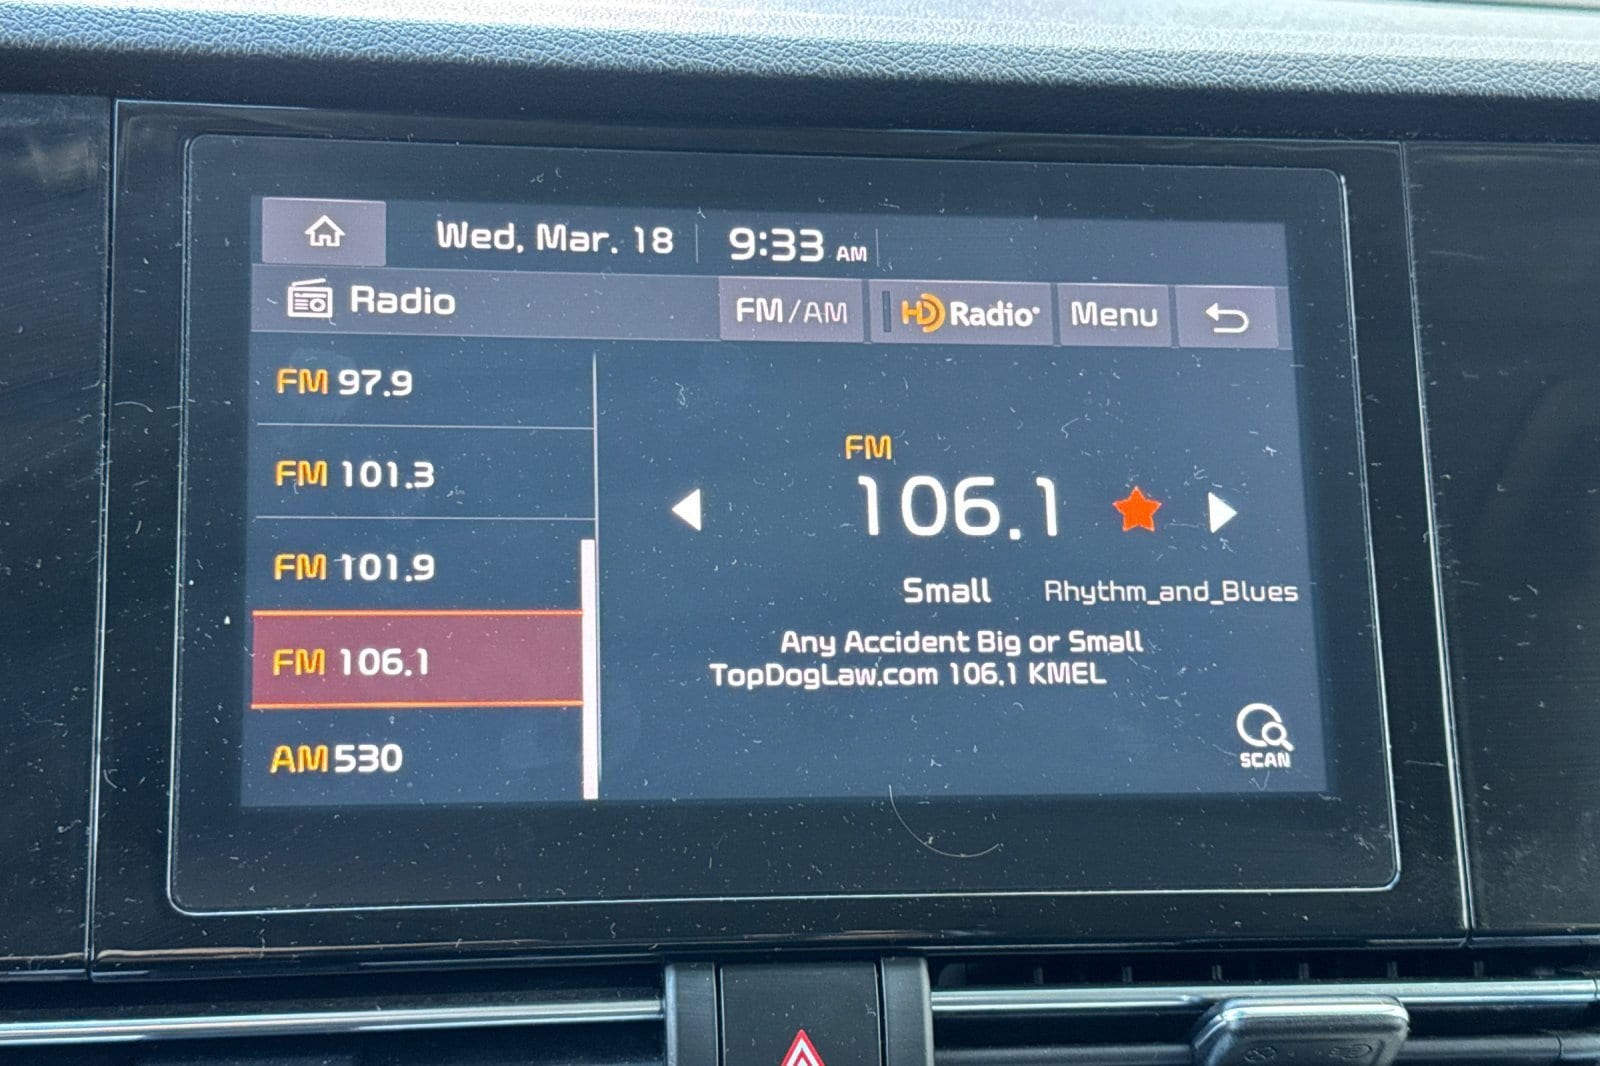 Wed, Mar. 18 9:33 AM
Radio FM/AM HD Radio Menu
FM 97.9
FM 101.3
FM 101.9
FM 106.1
AM 530
FM
106.1
Small Rhythm_and_Blues
Any Accident Big or Small
TopDogLaw.com 106.1 KMEL
SCAN